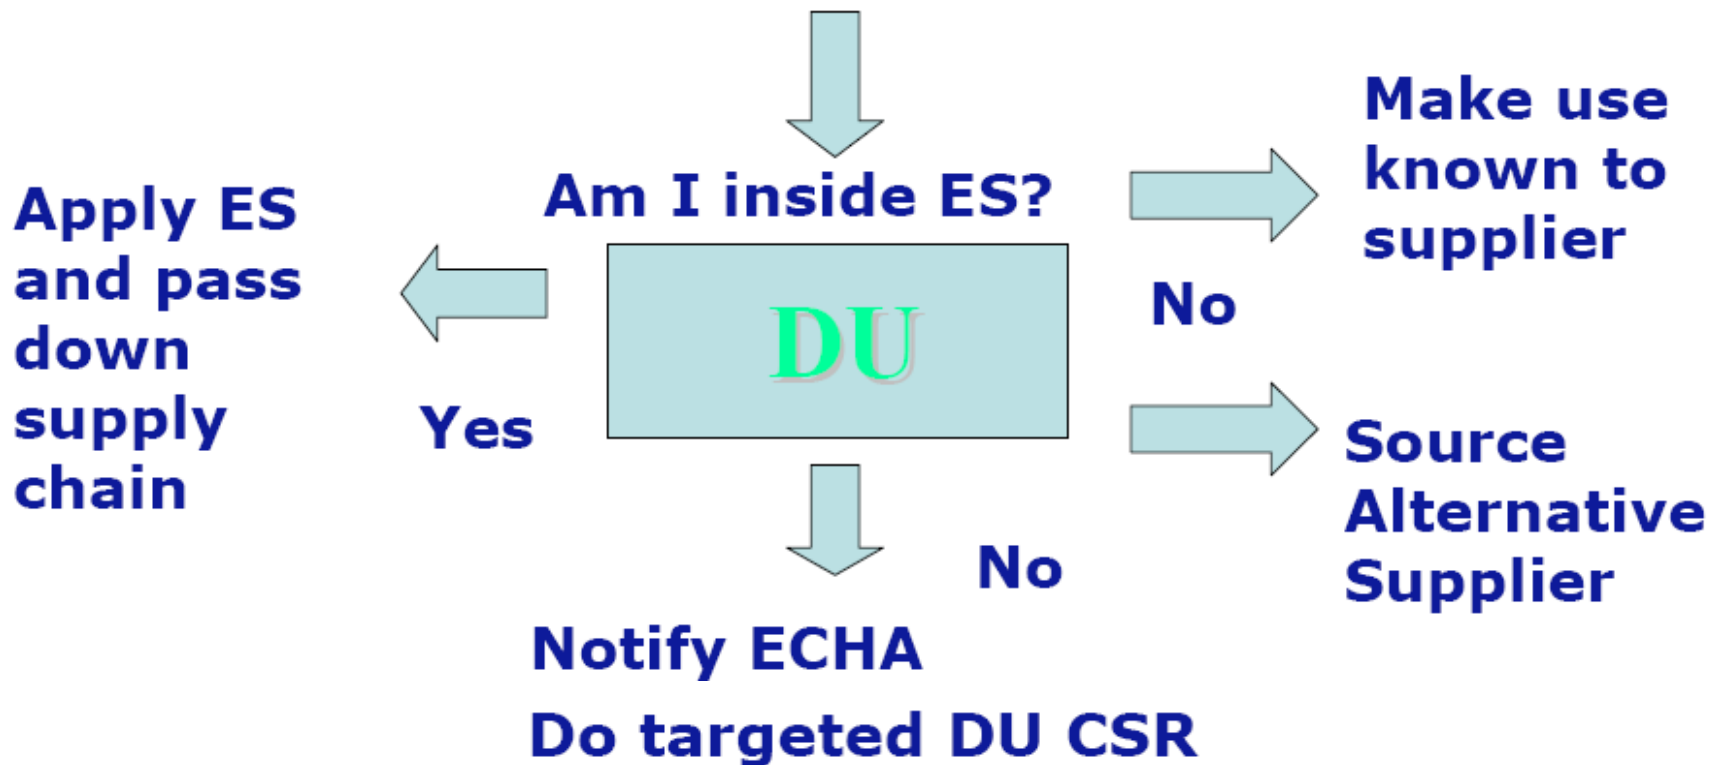 Am I inside ES?
Make use
known to
supplier
Apply ES
and pass
down
supply
chain
Yes
DU
No
Source
Alternative
Supplier
No
Notify ECHA
Do targeted DU CSR